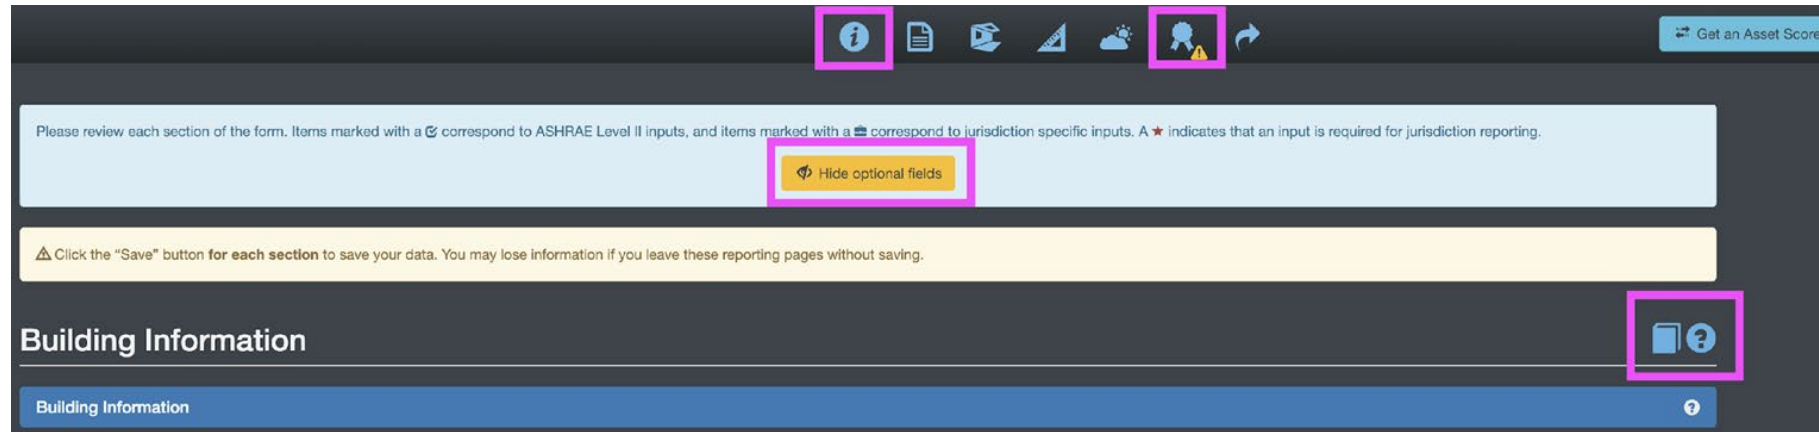 Get an Asset Score
Please review each section of the form. Items marked with a correspond to ASHRAE Level II inputs, and items marked with a correspond to jurisdiction specific inputs. A ★ indicates that an input is required for jurisdiction reporting.
Hide optional fields
Click the “Save” button for each section to save your data. You may lose information if you leave these reporting pages without saving.
Building Information
Building Information